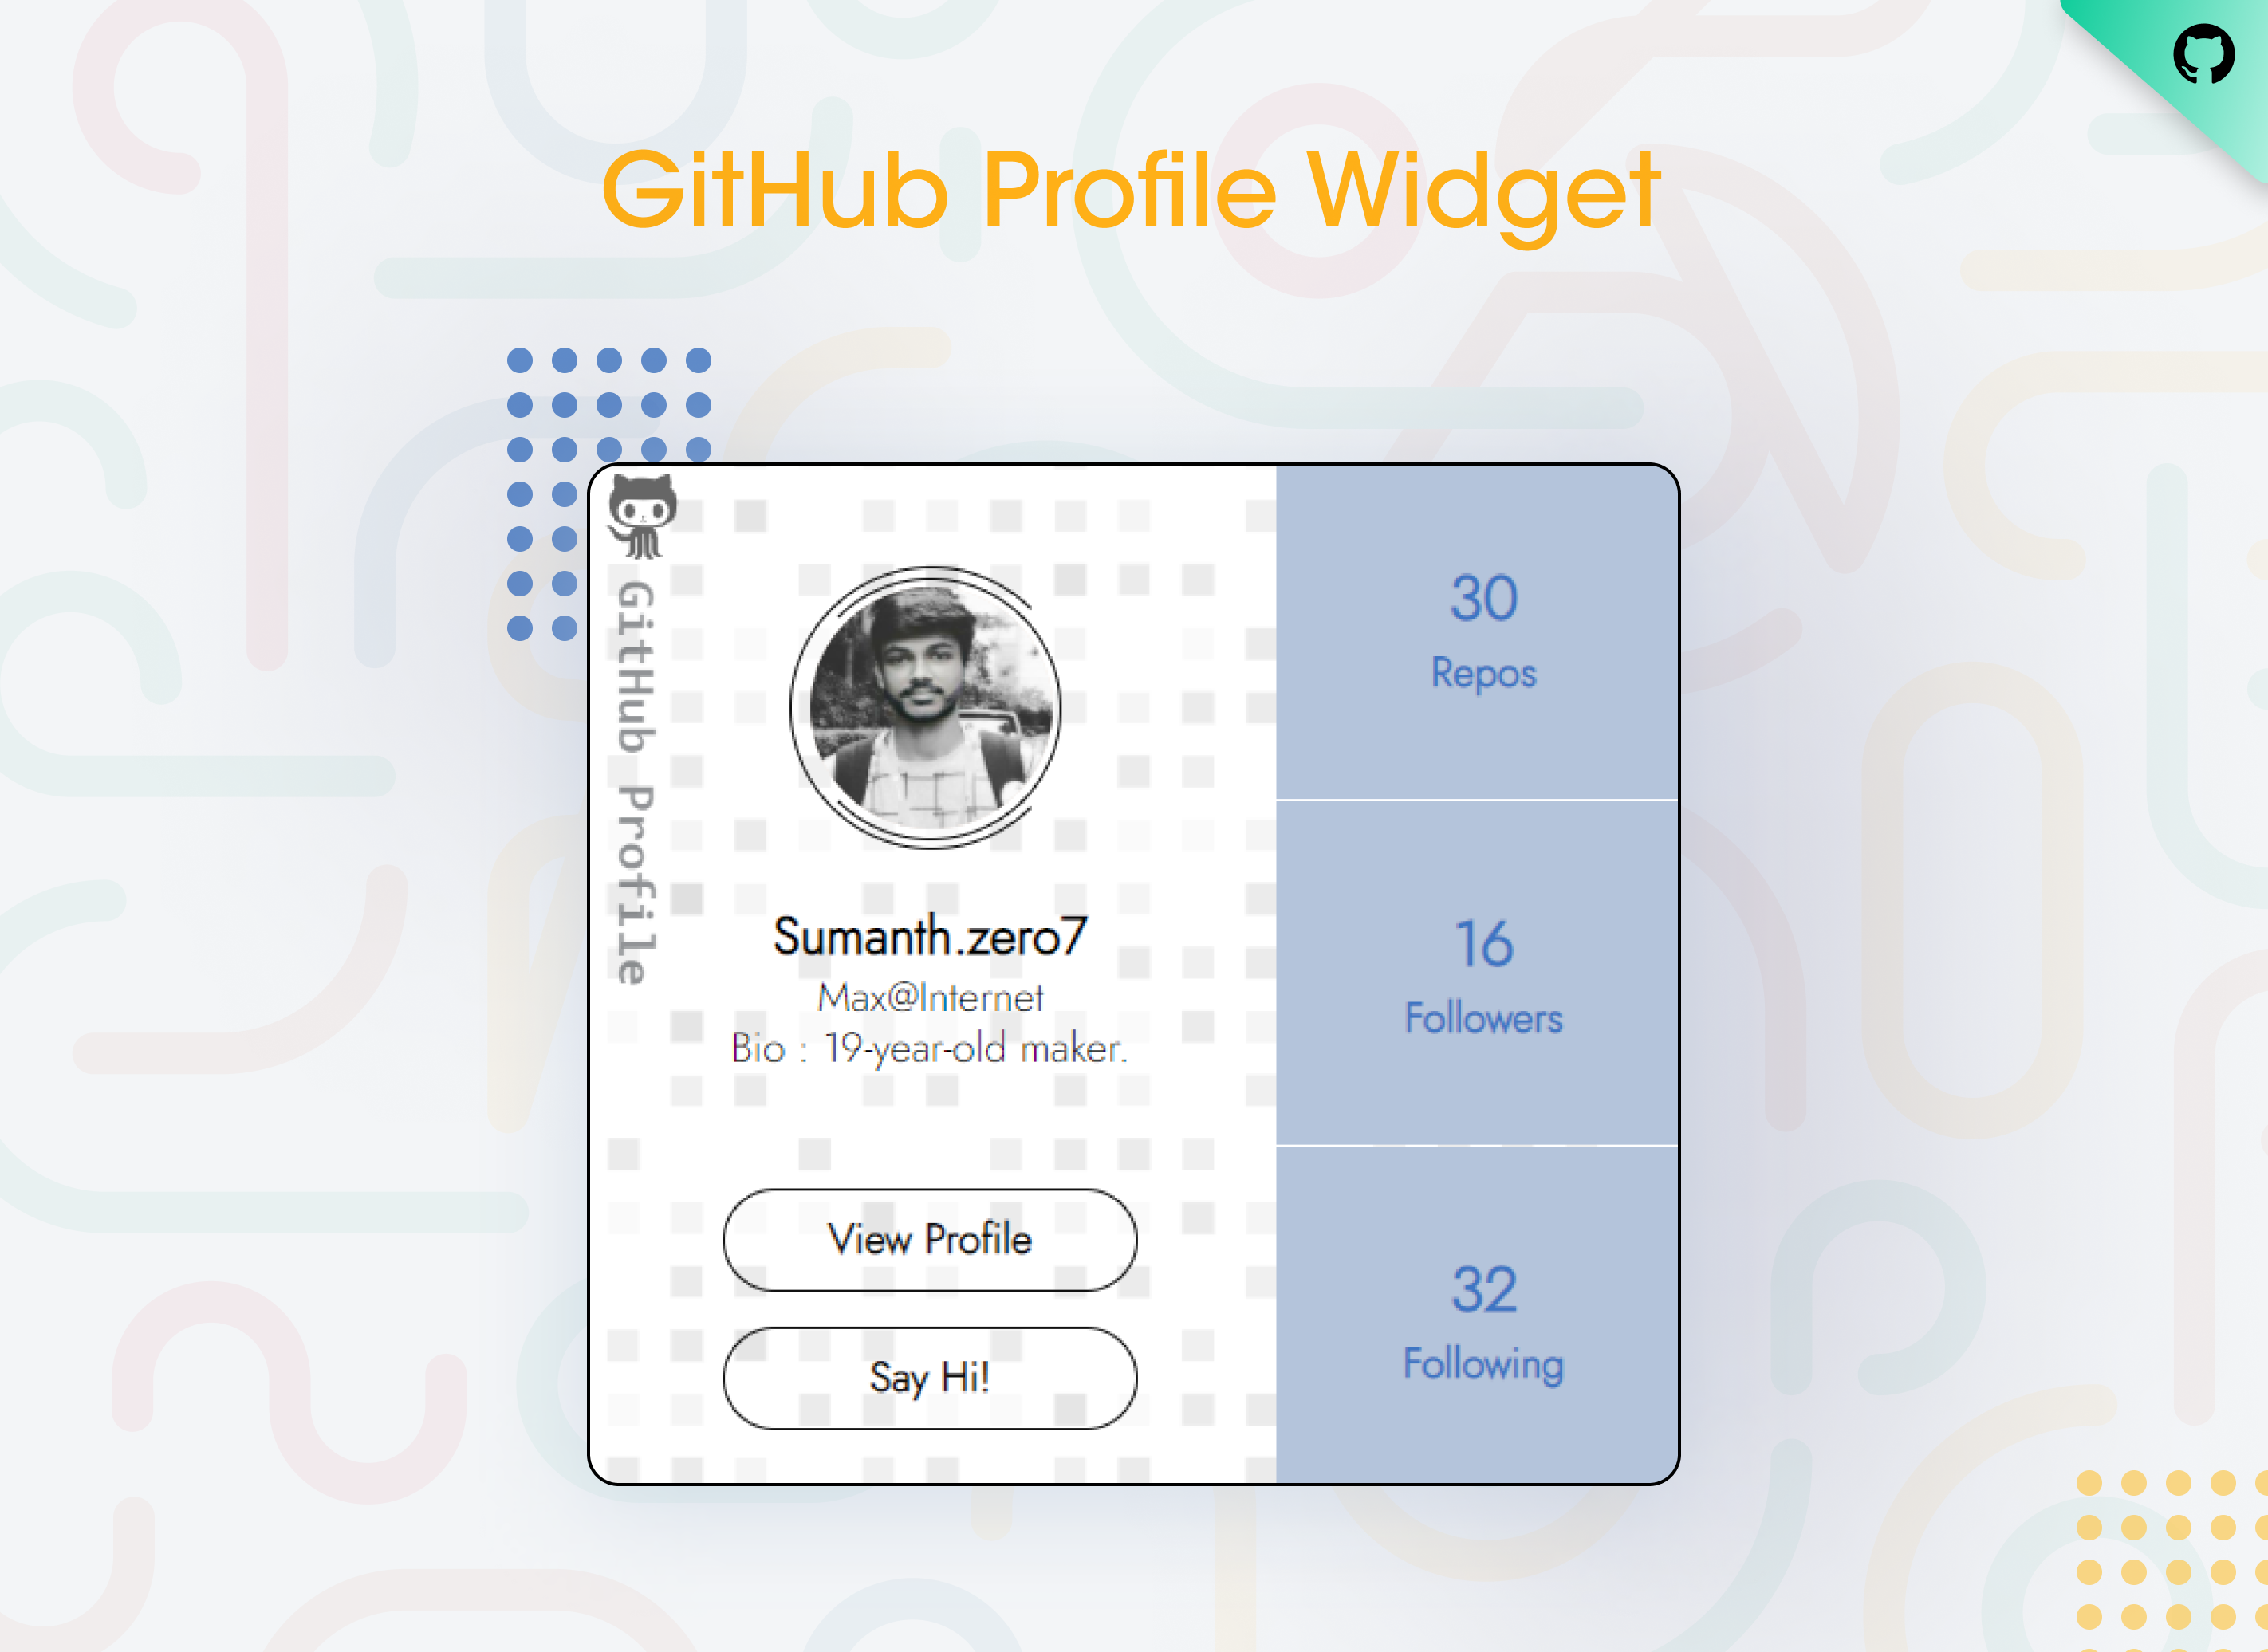 GitHub Profile Widget
GitHub Profile
Sumanth.zero7
Max@Internet
Bio : 19-year-old maker.
View Profile
Say Hi!
30
Repos
16
Followers
32
Following